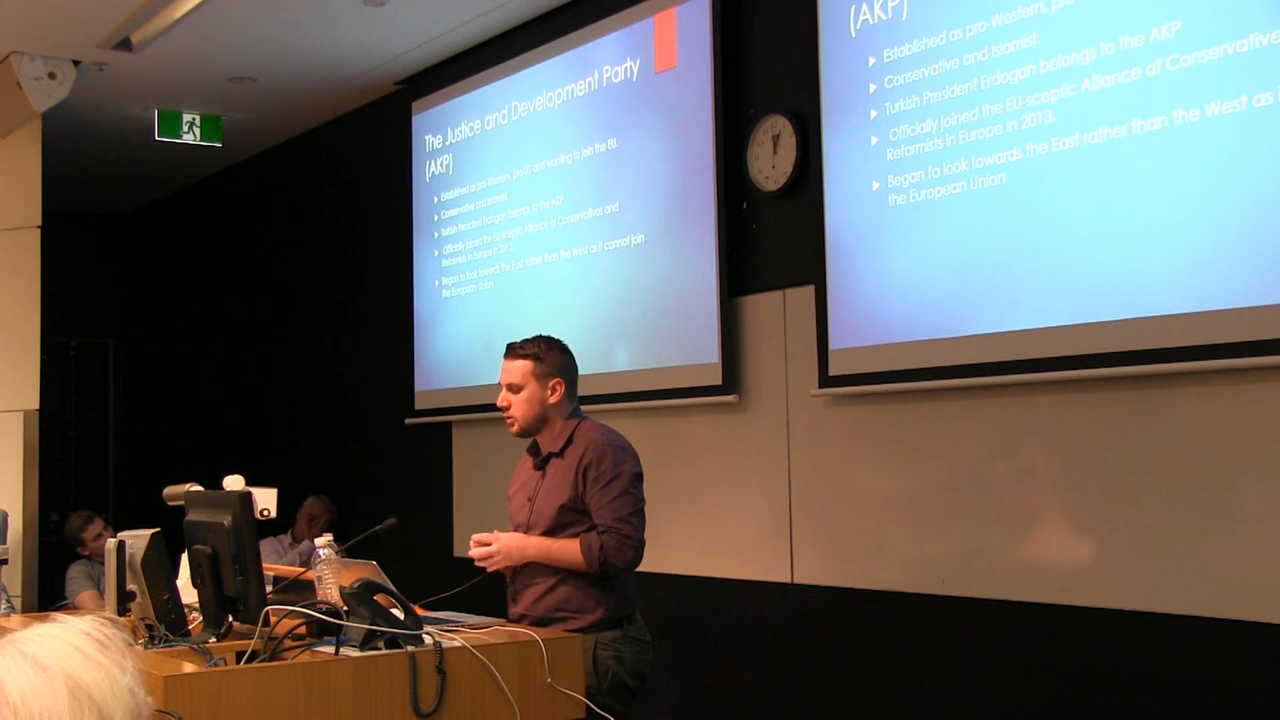 The Justice and Development Party
(AKP)
Established as pro-Western, pro-US and wanting to join the EU.
Conservative and Islamist.
Turkish President Erdogan belongs to the AKP
Officially joined the EU-sceptic Alliance of Conservatives and
Reformists in Europe in 2013.
Began to look towards the East rather than the West as it cannot join
the European Union
(AKP)
Established as pro-Western,
Conservative and Islamist.
Turkish President Erdogan belongs to the AKP
Officially joined the EU-sceptic Alliance of Conservative
Reformists in Europe in 2013.
Began to look towards the East rather than the West as
the European Union